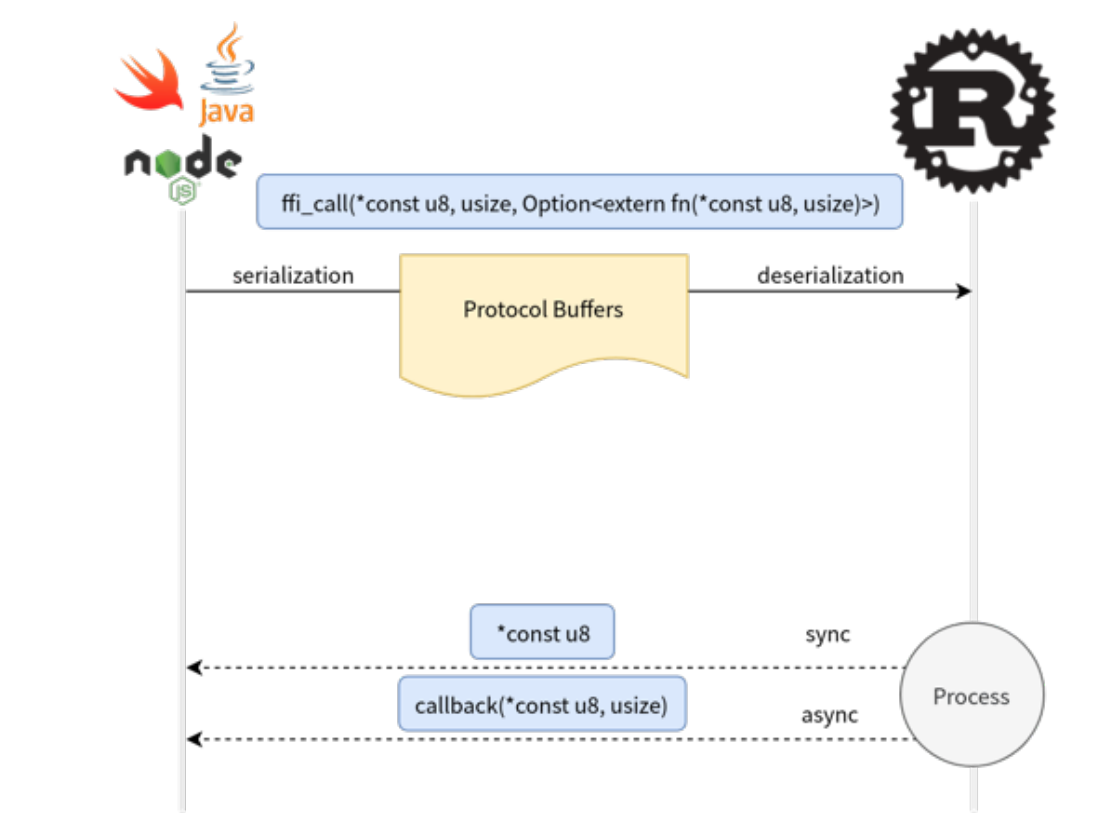 Java
node
JS
R
ffi_call(*const u8, usize, Option<extern fn(*const u8, usize)>)
serialization
deserialization
Protocol Buffers
*const u8
sync
callback(*const u8, usize)
async
Process